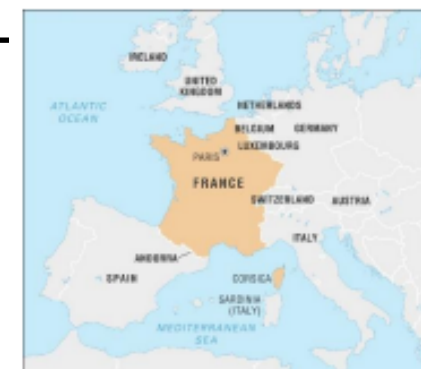 IRELAND
UNITED
KINGDOM
ATLANTIC
OCEAN
NETHERLANDS
BELGIUM
GERMANY
LUXEMBOURG
PARIS
FRANCE
SWITZERLAND
AUSTRIA
ITALY
ANDORRA
SPAIN
CORSICA
SARDINIA
(ITALY)
MEDITERRANEAN
SEA